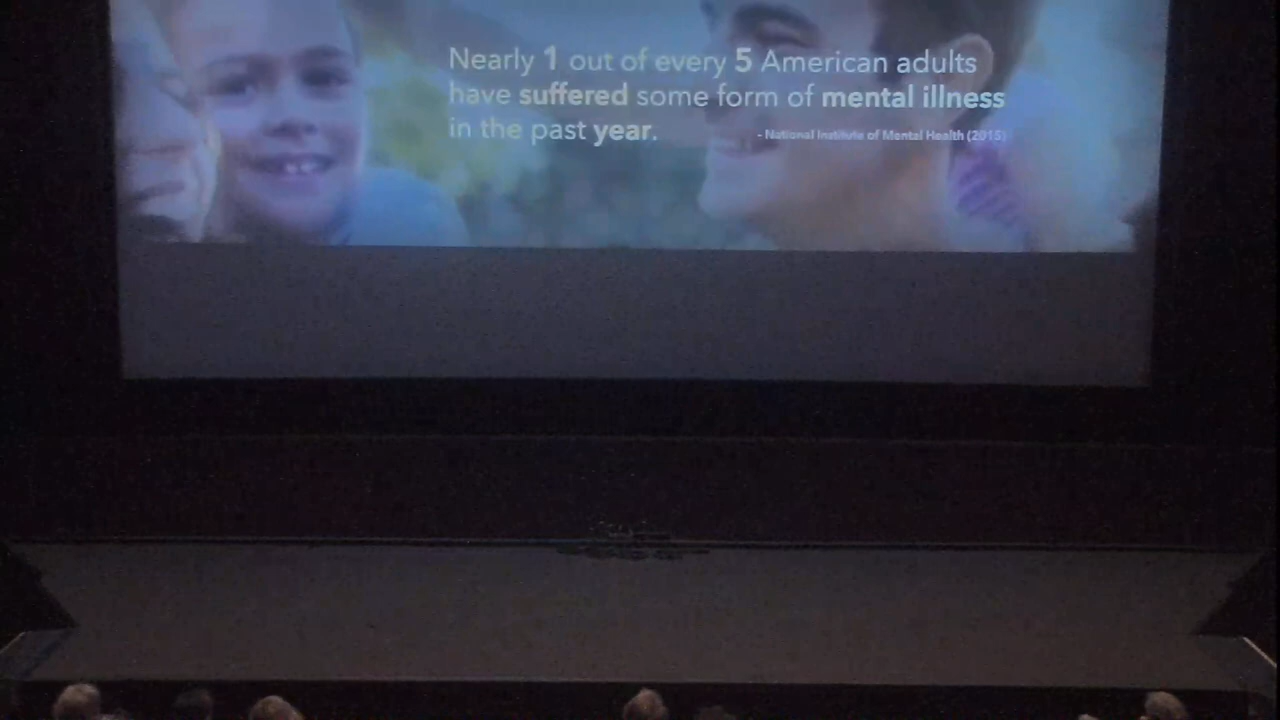 Nearly 1 out of every 5 American adults
have suffered some form of mental illness
in the past year.
- National Institute of Mental Health (2015)